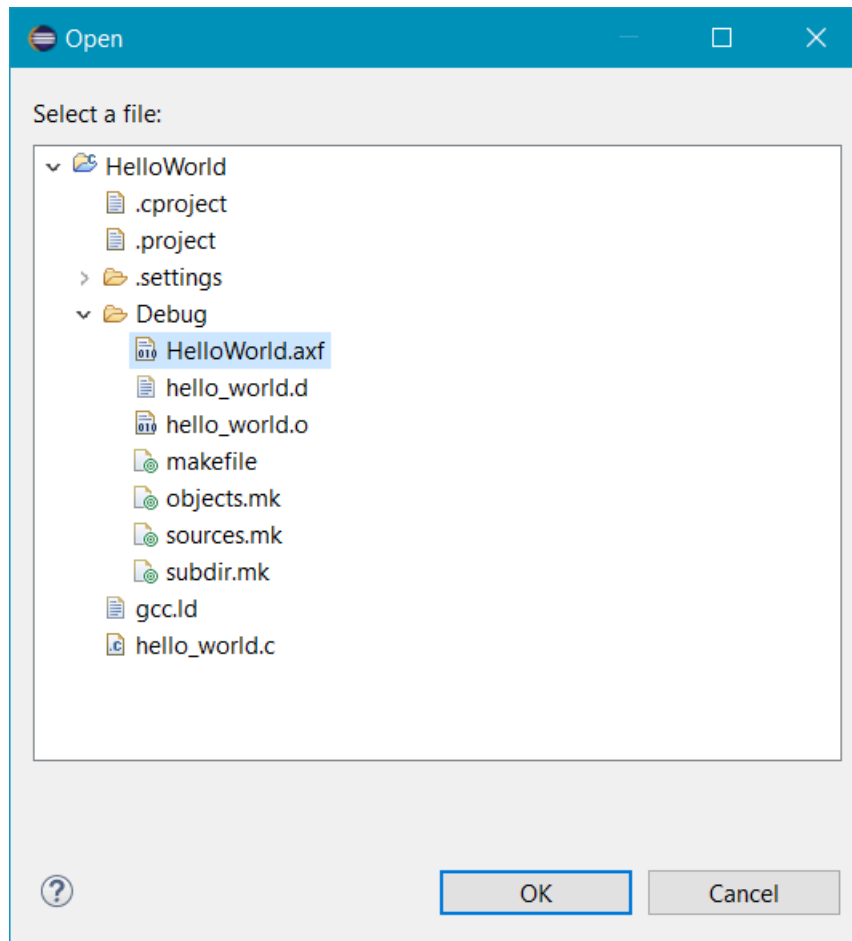 Open
Select a file:
HelloWorld
.cproject
.project
.settings
Debug
HelloWorld.axf
hello_world.d
hello_world.o
makefile
objects.mk
sources.mk
subdir.mk
gcc.ld
hello_world.c
OK Cancel